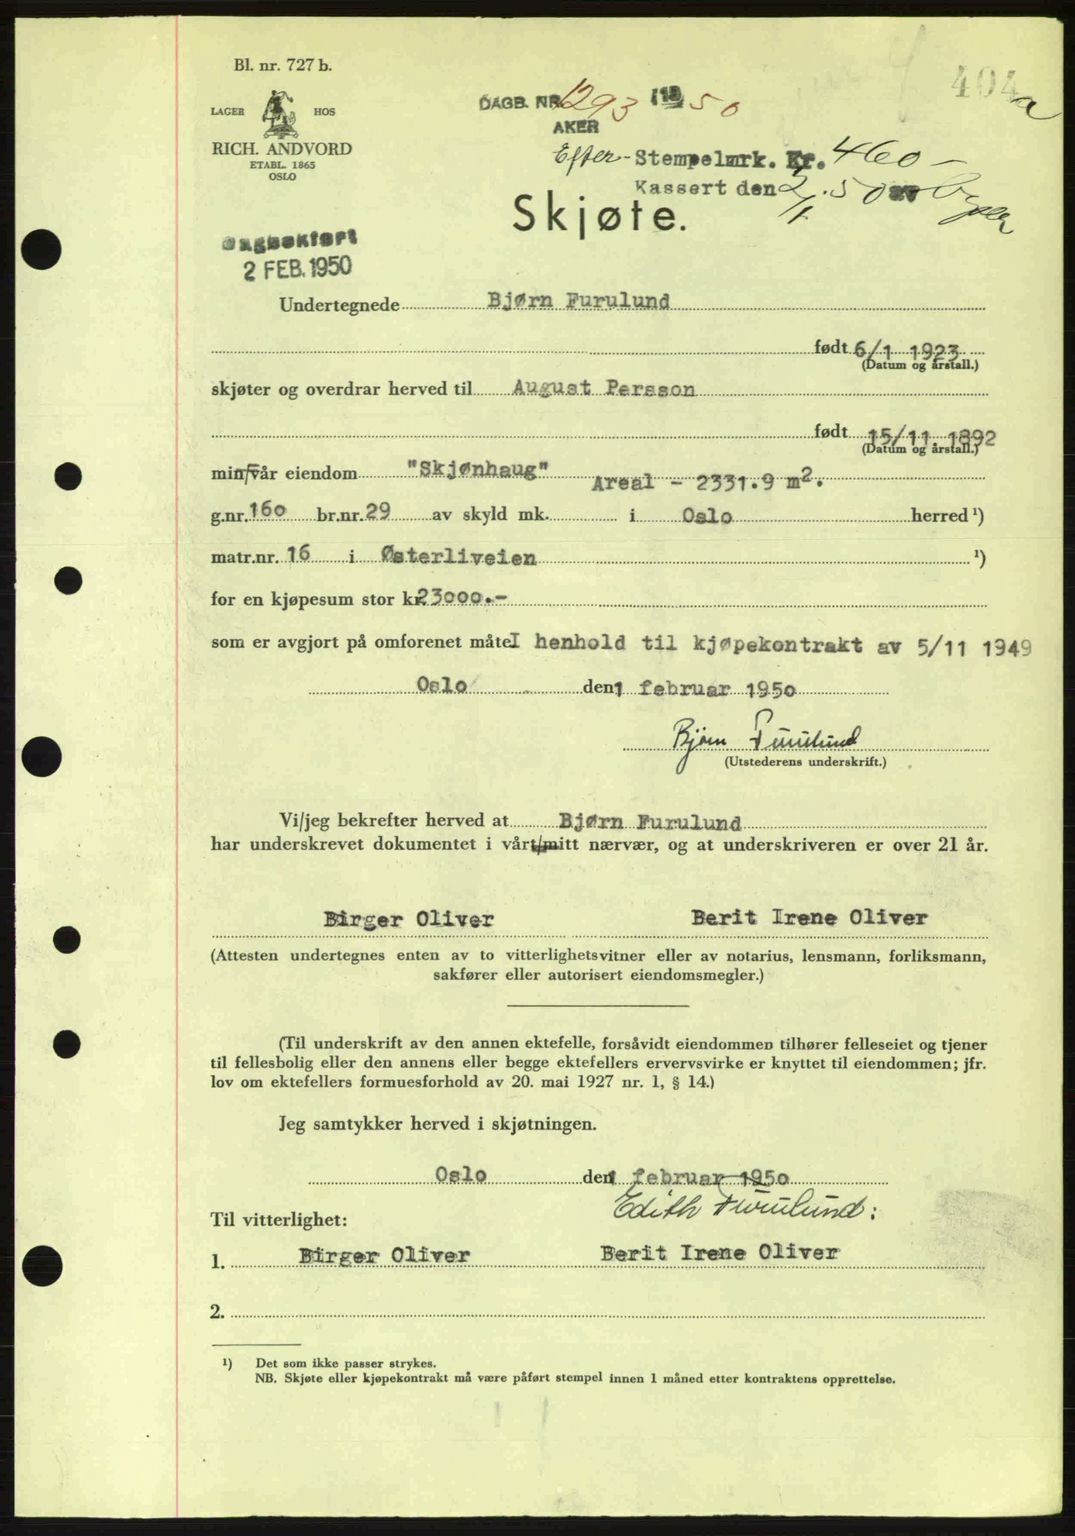 Bl. nr. 727 b.
LAGER HOS
RICH. ANDVORD
ETABL. 1865
OSLO
404 a
DAGB. NR. 1293 50
AKER
Efter- Stempelmrk. Kr. 460 -
Kassert den 2/1.50 av
Skjøte.
Dagbokført
2 FEB. 1950
Undertegnede Bjørn Furulund
født 6/1 1923
(Datum og årstall.)
skjøter og overdrar herved til August Persson
født 15/11 1892
(Datum og årstall.)
min/vår eiendom "Skjønhaug" Areal - 2331.9 m2.
g.nr. 160 br.nr. 29 av skyld mk. i Oslo herred ¹)
matr.nr. 16 i Østerliveien ¹)
for en kjøpesum stor kr. 23000.-
som er avgjort på omforenet måte I henhold til kjøpekontrakt av 5/11 1949
Oslo den 1 februar 1950
Bjørn Furulund
(Utstederens underskrift.)
Vi/jeg bekrefter herved at Bjørn Furulund
har underskrevet dokumentet i vårt/mitt nærvær, og at underskriveren er over 21 år.
Birger Oliver Berit Irene Oliver
(Attesten undertegnes enten av to vitterlighetsvitner eller av notarius, lensmann, forliksmann,
sakfører eller autorisert eiendomsmegler.)
(Til underskrift av den annen ektefelle, forsåvidt eiendommen tilhører felleseiet og tjener
til fellesbolig eller den annens eller begge ektefellers ervervsvirke er knyttet til eiendommen; jfr.
lov om ektefellers formuesforhold av 20. mai 1927 nr. 1, § 14.)
Jeg samtykker herved i skjøtningen.
Oslo den 1 februar 1950
Edith Furulund:
Til vitterlighet:
1. Birger Oliver Berit Irene Oliver
2.
¹) Det som ikke passer strykes.
NB. Skjøte eller kjøpekontrakt må være påført stempel innen 1 måned etter kontraktens opprettelse.